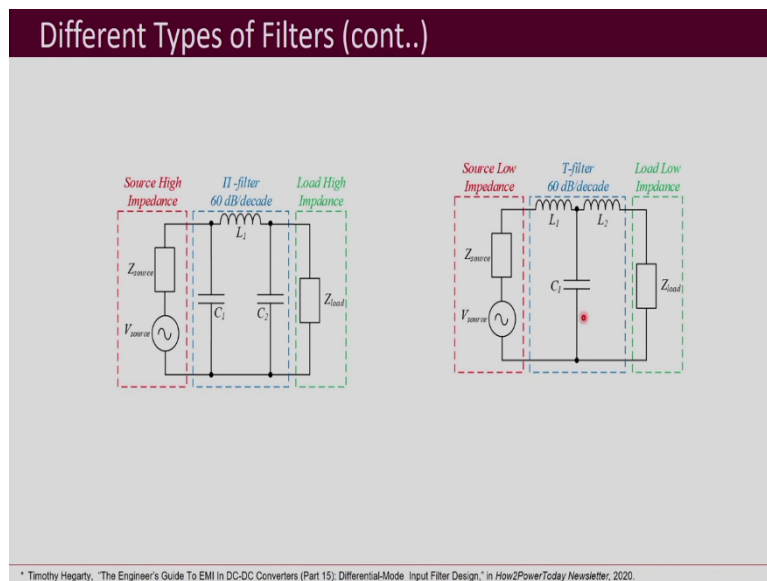 Different Types of Filters (cont..)
Source High
Impedance
Π -filter
60 dB/decade
Load High
Impdance
L1
Zsource
C1
C2
Zload
Vsource
Source Low
Impedance
T-filter
60 dB/decade
Load Low
Impdance
L1
L2
Zsource
C1
Zload
Vsource
* Timothy Hegarty, "The Engineer's Guide To EMI In DC-DC Converters (Part 15): Differential-Mode Input Filter Design," in How2PowerToday Newsletter, 2020.